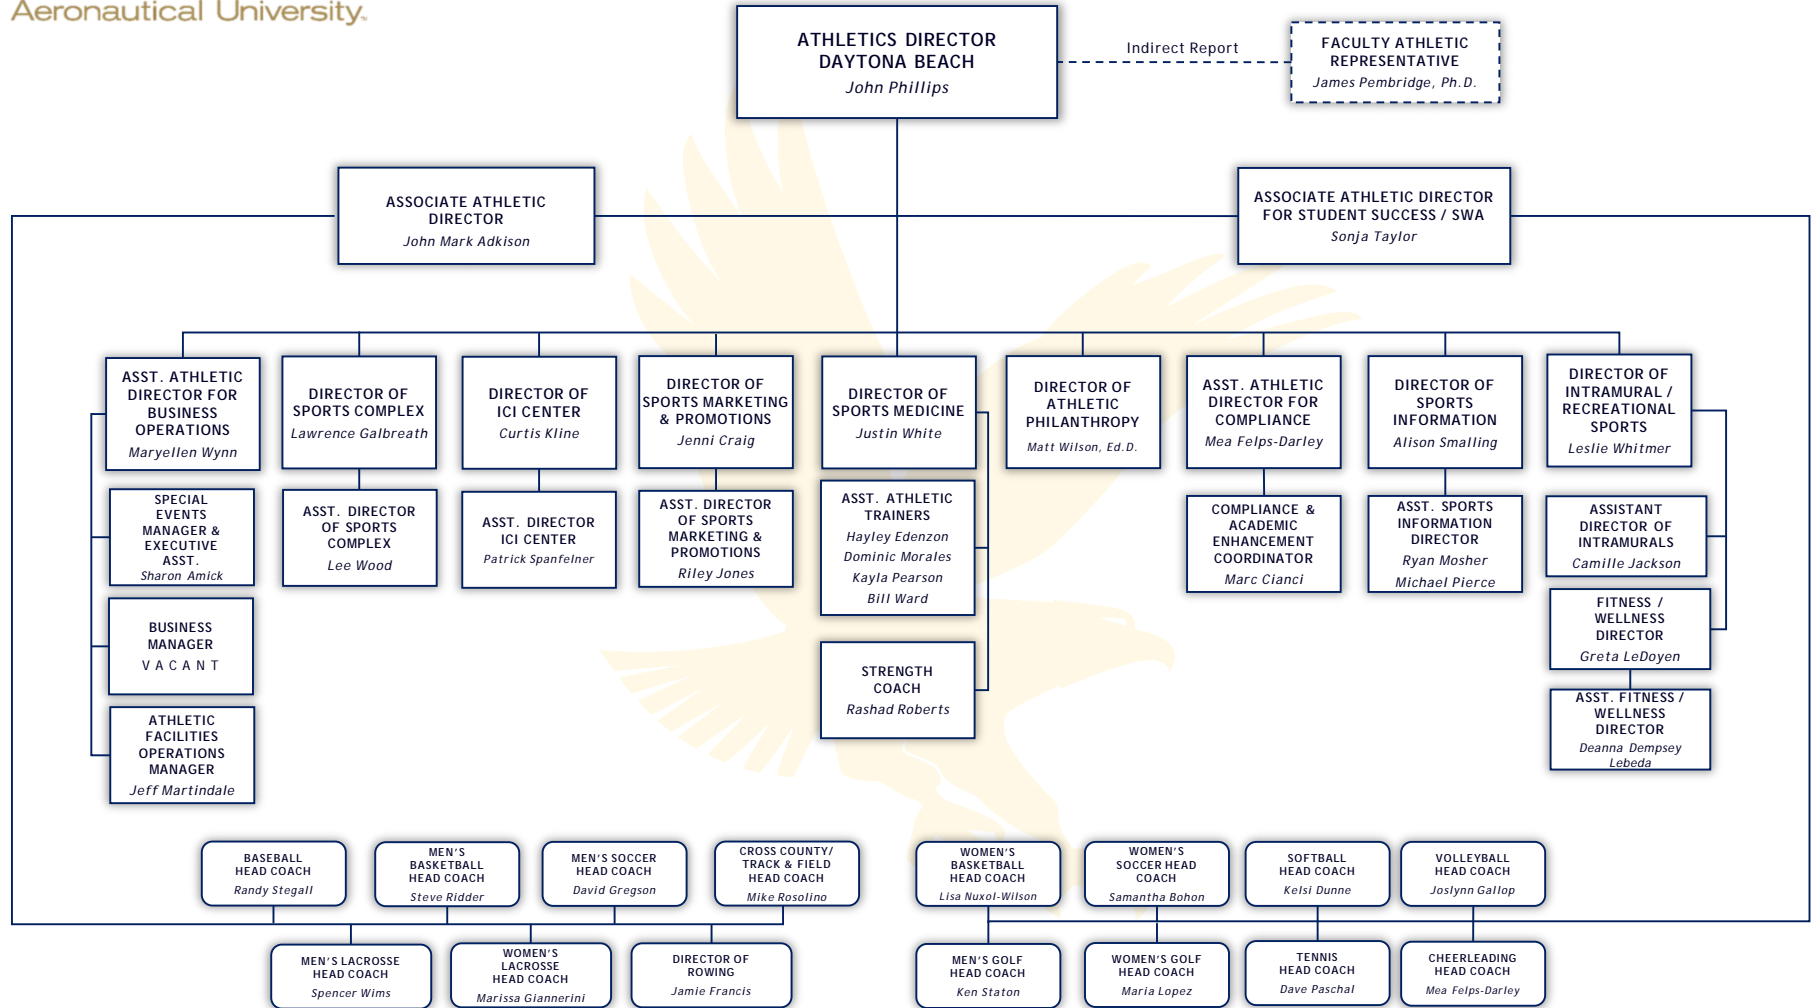 Aeronautical University
ATHLETICS DIRECTOR
DAYTONA BEACH
John Phillips
Indirect Report
FACULTY ATHLETIC
REPRESENTATIVE
James Pembridge, Ph.D.
ASSOCIATE ATHLETIC
DIRECTOR
John Mark Adkison
ASSOCIATE ATHLETIC DIRECTOR
FOR STUDENT SUCCESS / SWA
Sonja Taylor
ASST. ATHLETIC
DIRECTOR FOR
BUSINESS
OPERATIONS
Maryellen Wynn
DIRECTOR OF
SPORTS COMPLEX
Lawrence Galbreath
DIRECTOR OF
ICI CENTER
Curtis Kline
DIRECTOR OF
SPORTS MARKETING
& PROMOTIONS
Jenni Craig
DIRECTOR OF
SPORTS MEDICINE
Justin White
DIRECTOR OF
ATHLETIC
PHILANTHROPY
Matt Wilson, Ed.D.
ASST. ATHLETIC
DIRECTOR FOR
COMPLIANCE
Mea Felps-Darley
DIRECTOR OF
SPORTS
INFORMATION
Alison Smalling
DIRECTOR OF
INTRAMURAL /
RECREATIONAL
SPORTS
Leslie Whitmer
SPECIAL
EVENTS
MANAGER &
EXECUTIVE
ASST.
Sharon Amick
ASST. DIRECTOR
OF SPORTS
COMPLEX
Lee Wood
ASST. DIRECTOR
ICI CENTER
Patrick Spanfelner
ASST. DIRECTOR
OF SPORTS
MARKETING &
PROMOTIONS
Riley Jones
ASST. ATHLETIC
TRAINERS
Hayley Edenzon
Dominic Morales
Kayla Pearson
Bill Ward
COMPLIANCE &
ACADEMIC
ENHANCEMENT
COORDINATOR
Marc Cianci
ASST. SPORTS
INFORMATION
DIRECTOR
Ryan Mosher
Michael Pierce
ASSISTANT
DIRECTOR OF
INTRAMURALS
Camille Jackson
BUSINESS
MANAGER
VACANT
STRENGTH
COACH
Rashad Roberts
FITNESS /
WELLNESS
DIRECTOR
Greta LeDoyen
ATHLETIC
FACILITIES
OPERATIONS
MANAGER
Jeff Martindale
ASST. FITNESS /
WELLNESS
DIRECTOR
Deanna Dempsey
Lebeda
BASEBALL
HEAD COACH
Randy Stegall
MEN'S
BASKETBALL
HEAD COACH
Steve Ridder
MEN'S SOCCER
HEAD COACH
David Gregson
CROSS COUNTY/
TRACK & FIELD
HEAD COACH
Mike Rosolino
WOMEN'S
BASKETBALL
HEAD COACH
Lisa Nuxol-Wilson
WOMEN'S
SOCCER HEAD
COACH
Samantha Bohon
SOFTBALL
HEAD COACH
Kelsi Dunne
VOLLEYBALL
HEAD COACH
Joslynn Gallop
MEN'S LACROSSE
HEAD COACH
Spencer Wims
WOMEN'S
LACROSSE
HEAD COACH
Marissa Giannerini
DIRECTOR OF
ROWING
Jamie Francis
MEN'S GOLF
HEAD COACH
Ken Staton
WOMEN'S GOLF
HEAD COACH
Maria Lopez
TENNIS
HEAD COACH
Dave Paschal
CHEERLEADING
HEAD COACH
Mea Felps-Darley